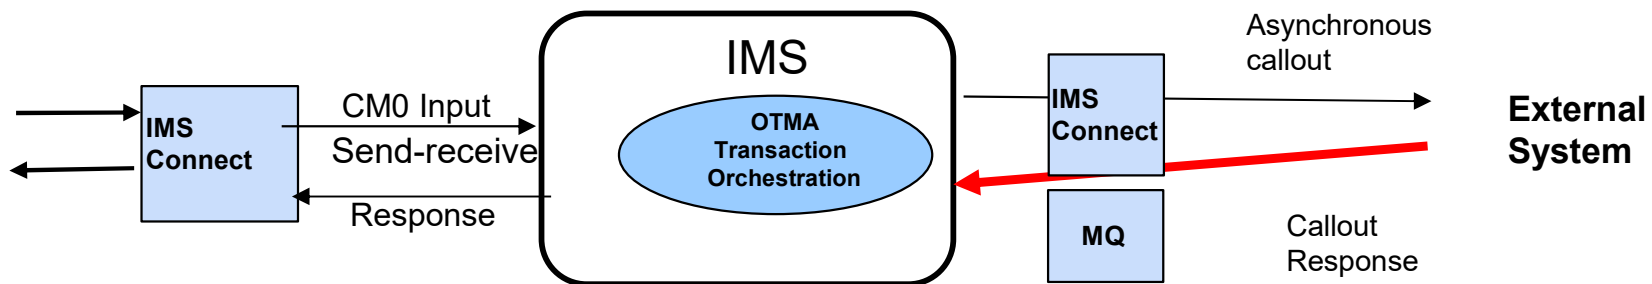 IMS
Connect
CM0 Input
Send-receive
Response
IMS
OTMA
Transaction
Orchestration
IMS
Connect
MQ
Asynchronous
callout
Callout
Response
External
System